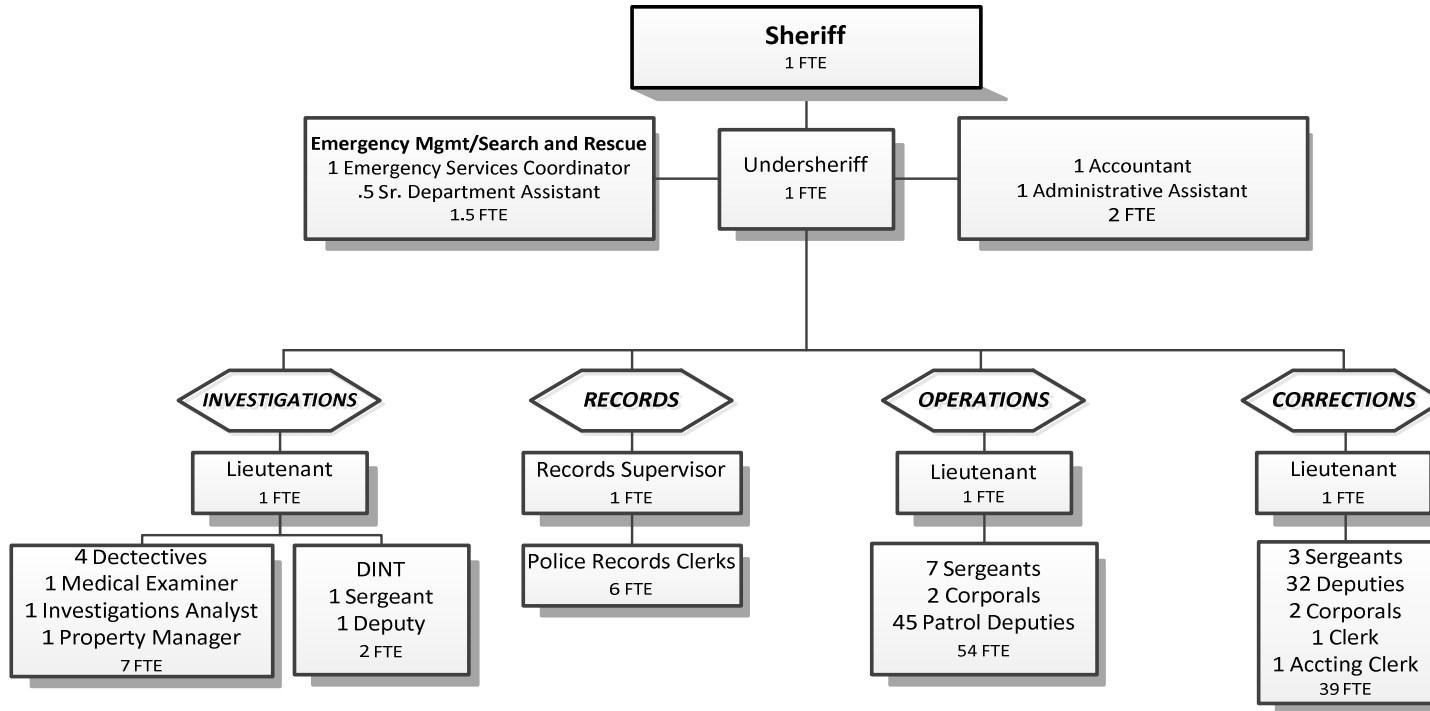 Sheriff
1 FTE
Emergency Mgmt/Search and Rescue
1 Emergency Services Coordinator
.5 Sr. Department Assistant
1.5 FTE
Undersheriff
1 FTE
1 Accountant
1 Administrative Assistant
2 FTE
INVESTIGATIONS
Lieutenant
1 FTE
4 Dectectives
1 Medical Examiner
1 Investigations Analyst
1 Property Manager
7 FTE
DINT
1 Sergeant
1 Deputy
2 FTE
RECORDS
Records Supervisor
1 FTE
Police Records Clerks
6 FTE
OPERATIONS
Lieutenant
1 FTE
7 Sergeants
2 Corporals
45 Patrol Deputies
54 FTE
CORRECTIONS
Lieutenant
1 FTE
3 Sergeants
32 Deputies
2 Corporals
1 Clerk
1 Accting Clerk
39 FTE